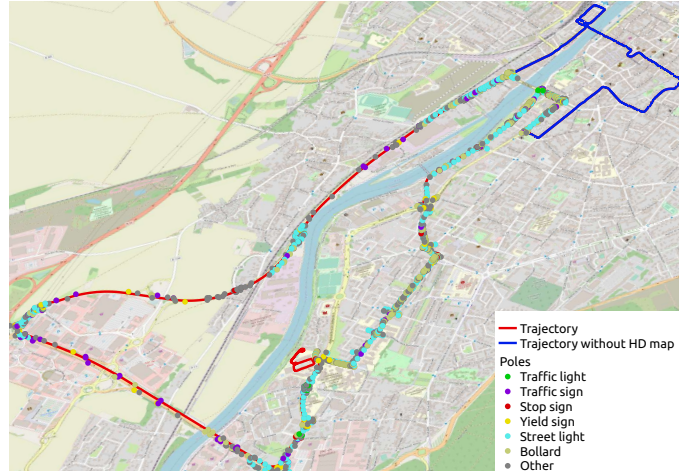 Trajectory
Trajectory without HD map
Poles
Traffic light
Traffic sign
Stop sign
Yield sign
Street light
Bollard
Other